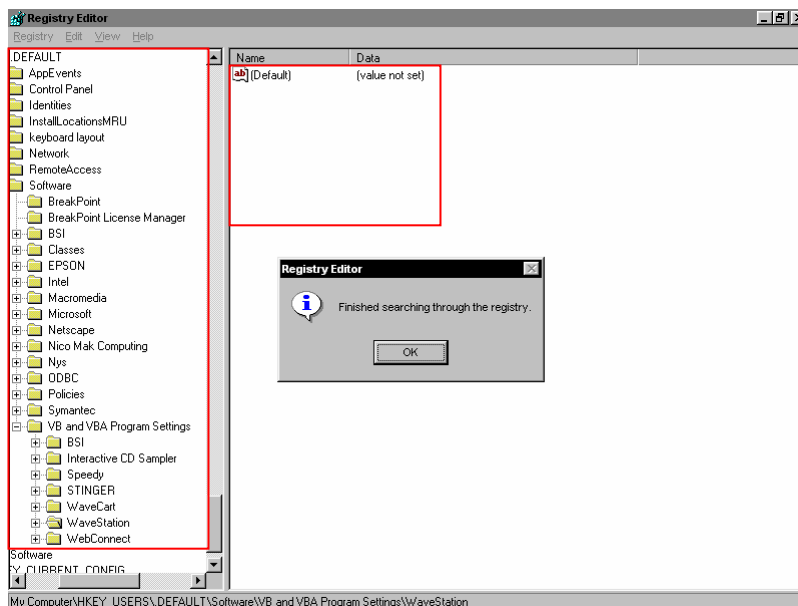 Registry Editor
Registry Edit View Help
.DEFAULT
AppEvents
Control Panel
Identities
InstallLocationsMRU
keyboard layout
Network
RemoteAccess
Software
BreakPoint
BreakPoint License Manager
BSI
Classes
EPSON
Intel
Macromedia
Microsoft
Netscape
Nico Mak Computing
Nys
ODBC
Policies
Symantec
VB and VBA Program Settings
BSI
Interactive CD Sampler
Speedy
STINGER
WaveCart
WaveStation
WebConnect
Software
EY_CURRENT_CONFIG
Name Data
ab (Default) (value not set)
Registry Editor
Finished searching through the registry.
OK
My Computer\HKEY_USERS\.DEFAULT\Software\VB and VBA Program Settings\WaveStation